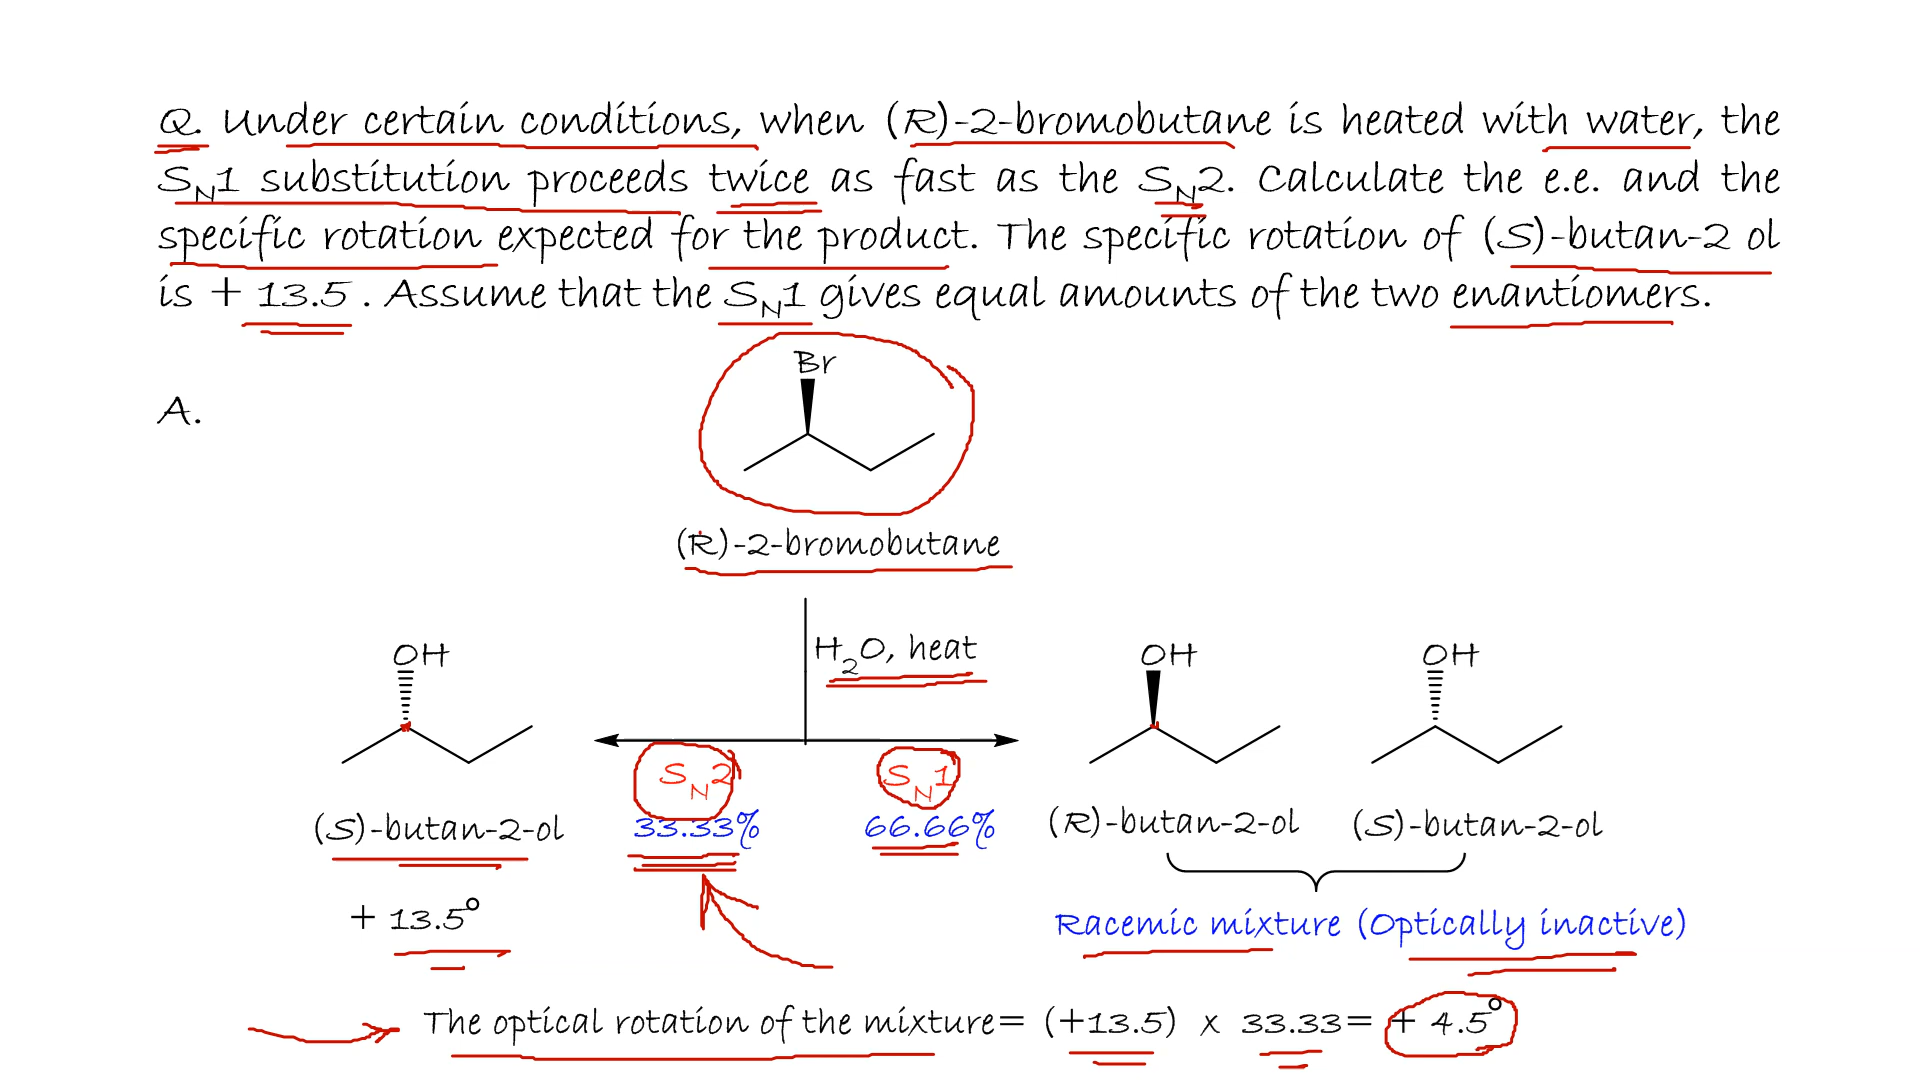 Q. Under certain conditions, when (R)-2-bromobutane is heated with water, the
SN1 substitution proceeds twice as fast as the SN2. Calculate the e.e. and the
specific rotation expected for the product. The specific rotation of (S)-butan-2 ol
is + 13.5 . Assume that the SN1 gives equal amounts of the two enantiomers.
Br
A.
(R)-2-bromobutane
H2O, heat
OH
OH
OH
SN2
SN1
(S)-butan-2-ol
33.33%
66.66%
(R)-butan-2-ol
(S)-butan-2-ol
+ 13.5°
Racemic mixture (Optically inactive)
The optical rotation of the mixture= (+13.5) x 33.33= + 4.5°